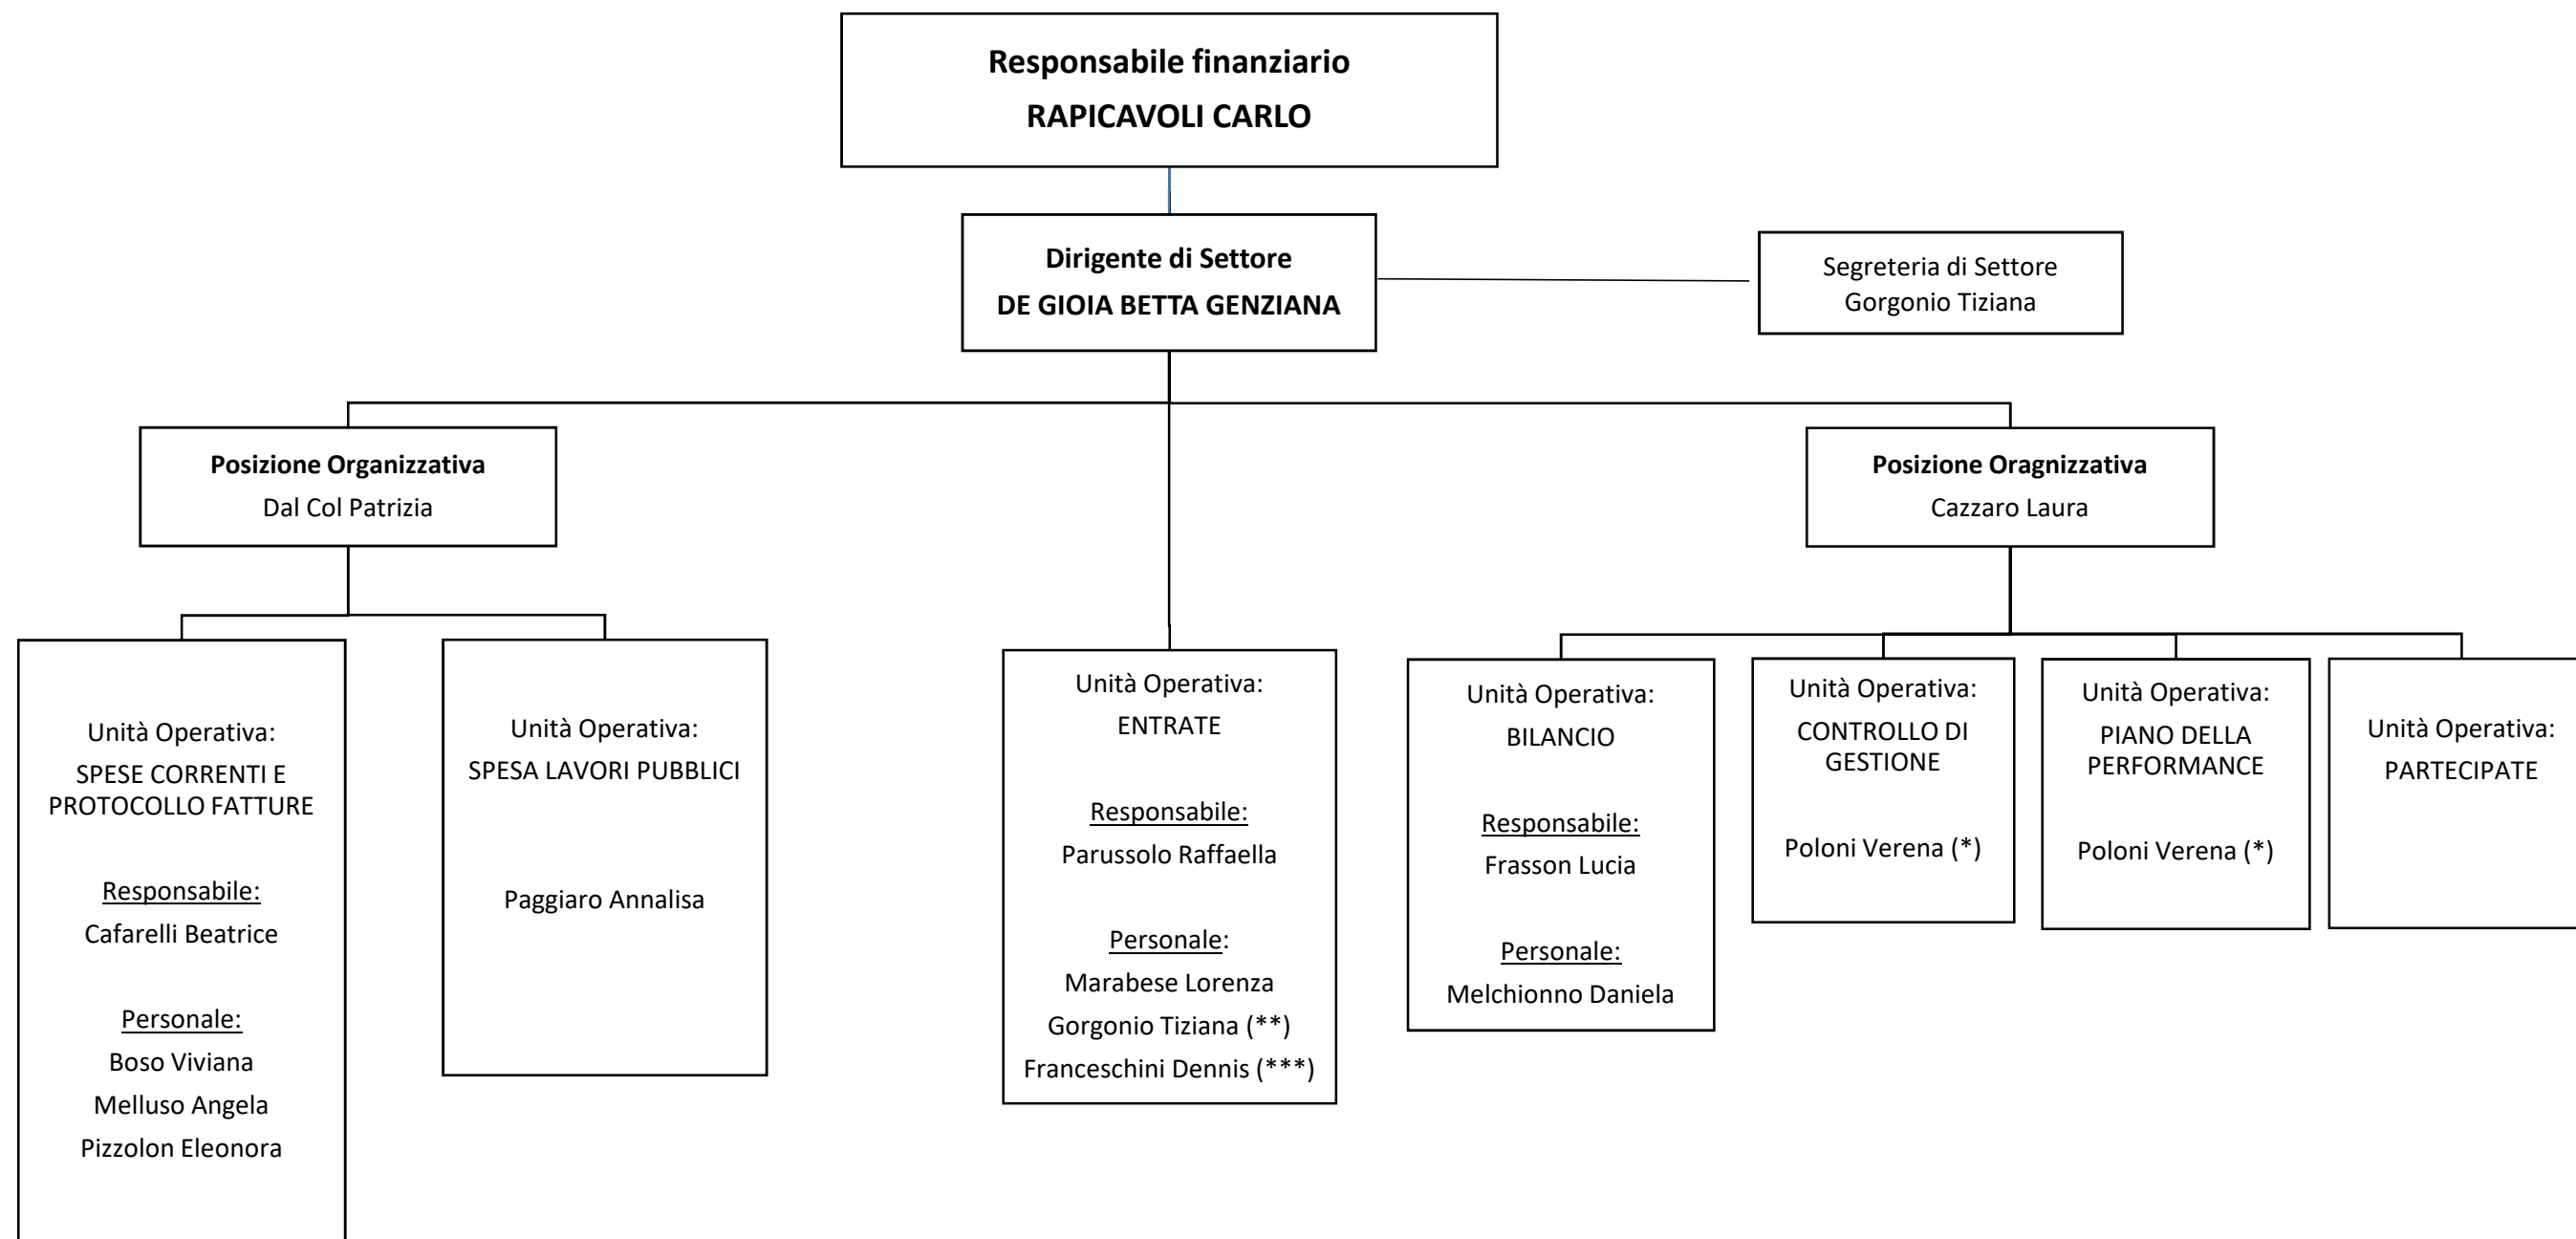 Responsabile finanziario
RAPICAVOLI CARLO
Dirigente di Settore
DE GIOIA BETTA GENZIANA
Segreteria di Settore
Gorgonio Tiziana
Posizione Organizzativa
Dal Col Patrizia
Posizione Oragnizzativa
Cazzaro Laura
Unità Operativa:
SPESE CORRENTI E
PROTOCOLLO FATTURE
Responsabile:
Cafarelli Beatrice
Personale:
Boso Viviana
Melluso Angela
Pizzolon Eleonora
Unità Operativa:
SPESA LAVORI PUBBLICI
Paggiaro Annalisa
Unità Operativa:
ENTRATE
Responsabile:
Parussolo Raffaella
Personale:
Marabese Lorenza
Gorgonio Tiziana (**)
Franceschini Dennis (***)
Unità Operativa:
BILANCIO
Responsabile:
Frasson Lucia
Personale:
Melchionno Daniela
Unità Operativa:
CONTROLLO DI
GESTIONE
Poloni Verena (*)
Unità Operativa:
PIANO DELLA
PERFORMANCE
Poloni Verena (*)
Unità Operativa:
PARTECIPATE